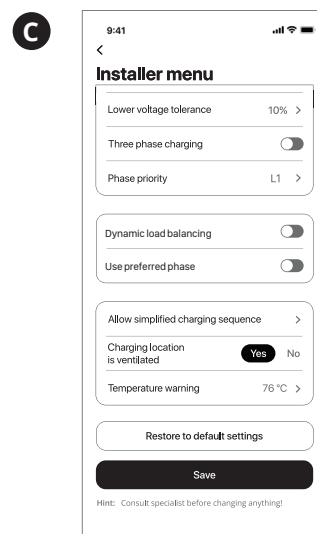 C
9:41
Installer menu
Lower voltage tolerance 10%
Three phase charging
Phase priority L1
Dynamic load balancing
Use preferred phase
Allow simplified charging sequence
Charging location
is ventilated Yes No
Temperature warning 76 °C
Restore to default settings
Save
Hint: Consult specialist before changing anything!